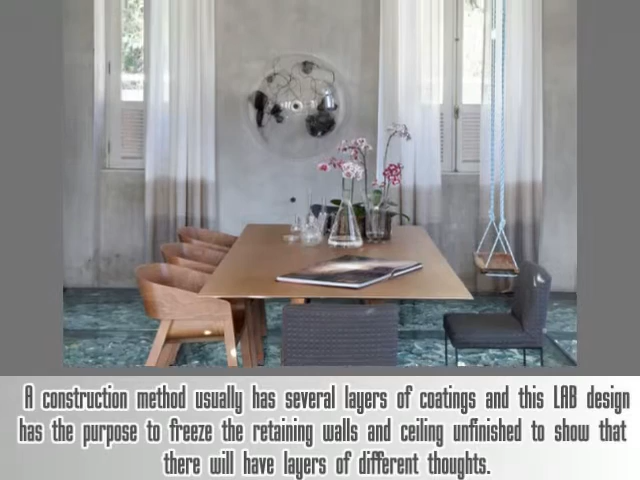 A construction method usually has several layers of coatings and this LAB design
has the purpose to freeze the retaining walls and ceiling unfinished to show that
there will have layers of different thoughts.